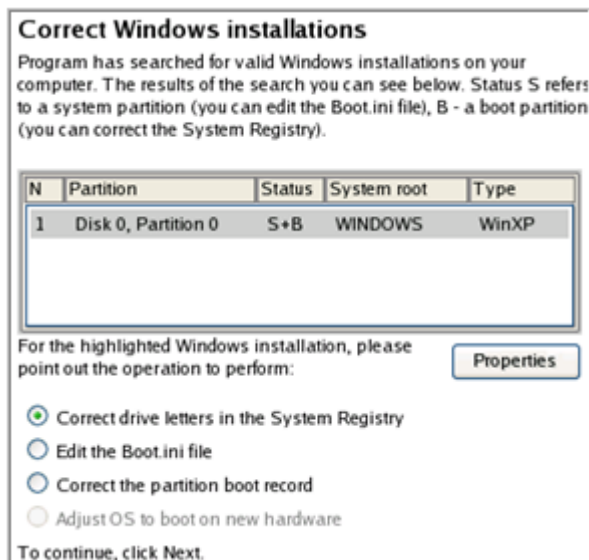 Correct Windows installations
Program has searched for valid Windows installations on your
computer. The results of the search you can see below. Status S refers
to a system partition (you can edit the Boot.ini file), B - a boot partition
(you can correct the System Registry).
N Partition Status System root Type
1 Disk 0, Partition 0 S+B WINDOWS WinXP
For the highlighted Windows installation, please
point out the operation to perform:
Properties
Correct drive letters in the System Registry
Edit the Boot.ini file
Correct the partition boot record
Adjust OS to boot on new hardware
To continue, click Next.